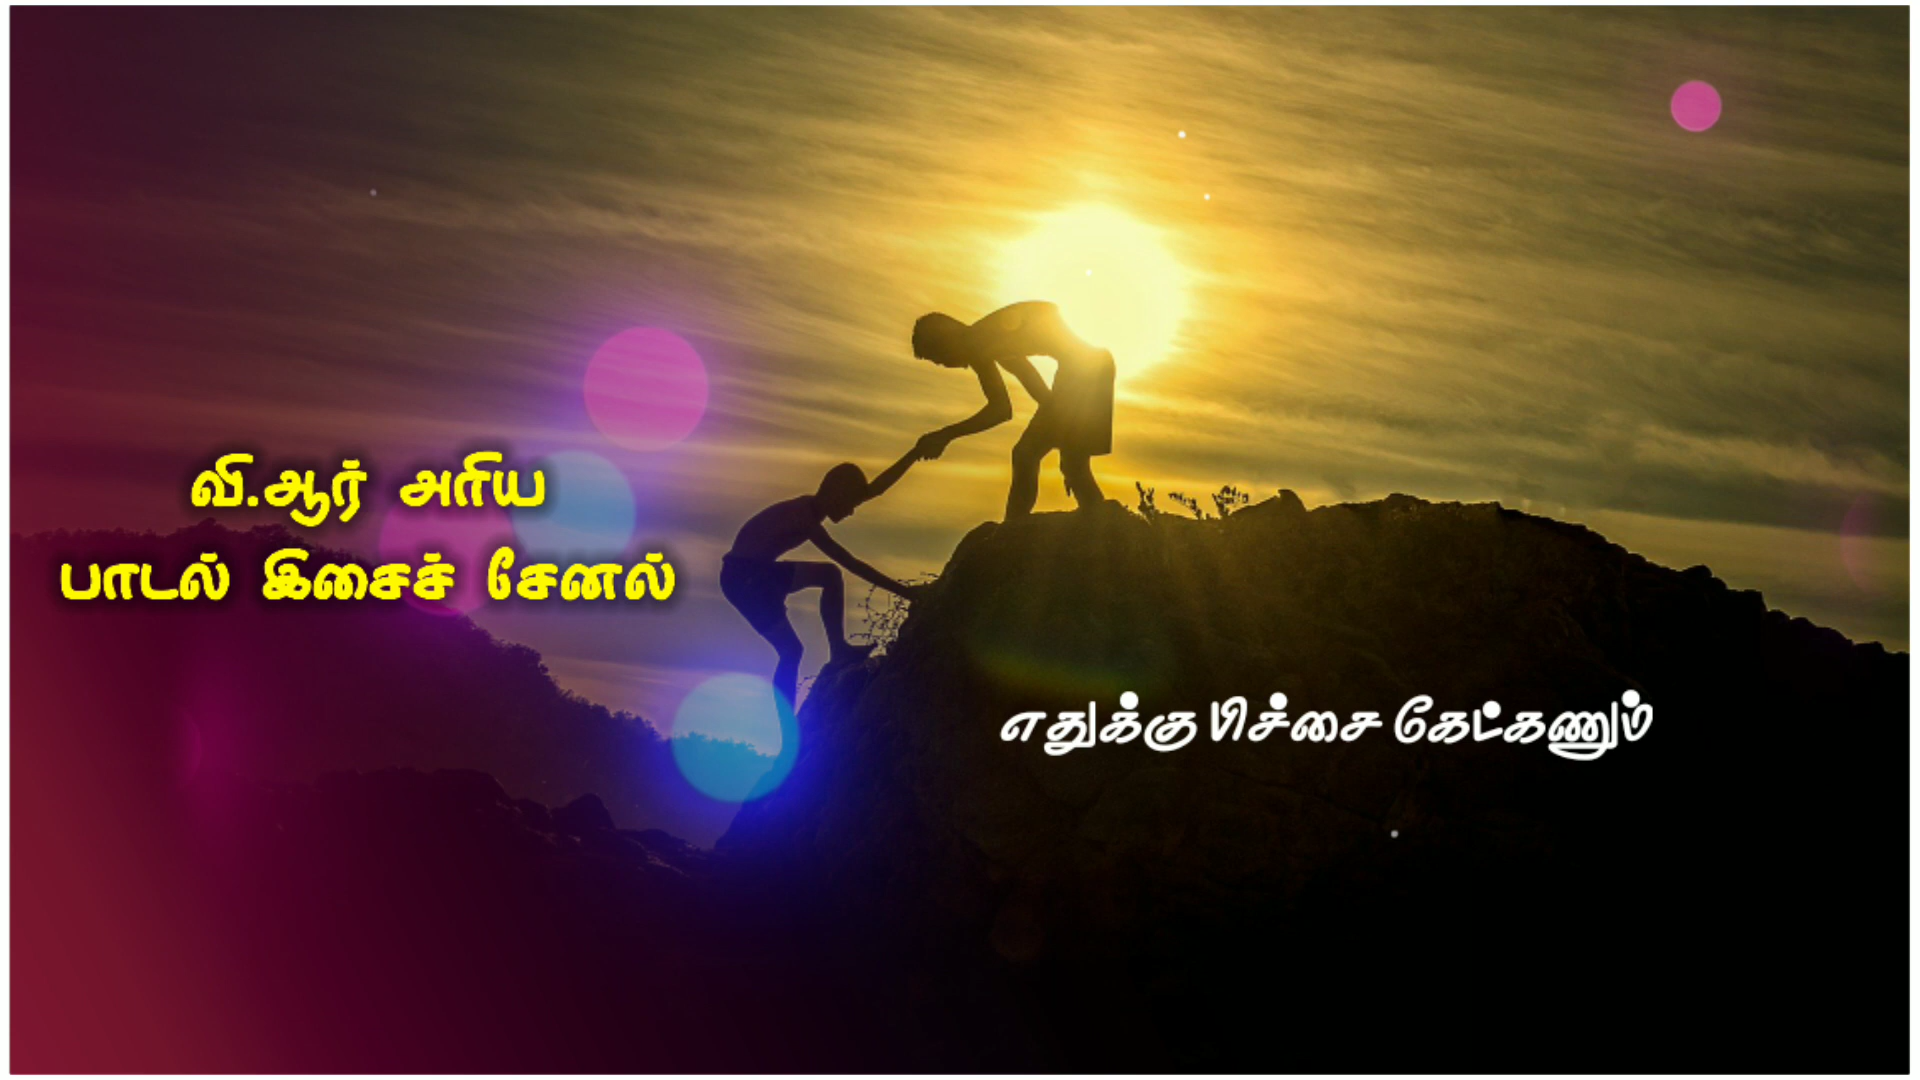 வி.ஆர் அரிய
பாடல் இசைச் சேனல்
எதுக்கு பிச்சை கேட்கணும்